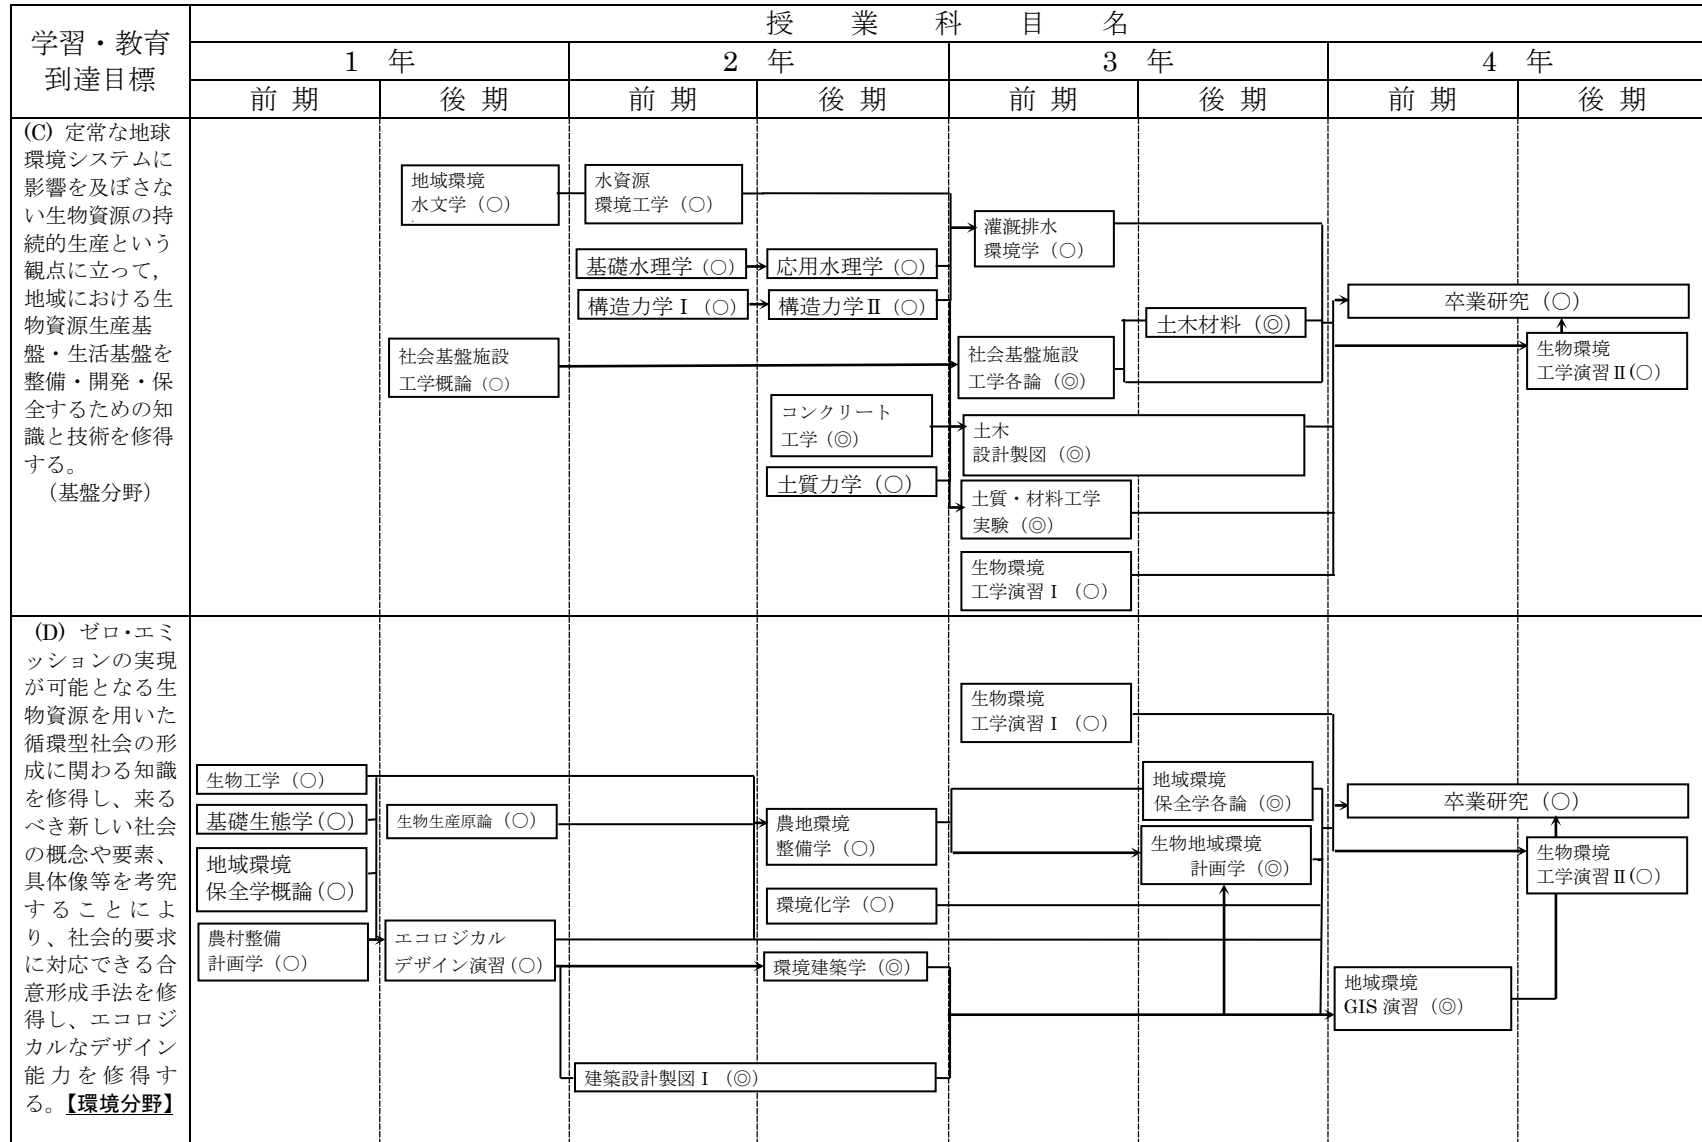 学習・教育
到達目標
授 業 科 目 名
1 年
2 年
3 年
4 年
前 期
後 期
前 期
後 期
前 期
後 期
前 期
後 期
(C) 定常な地球
環境システムに
影響を及ぼさな
い生物資源の持
続的生産という
観点に立って，
地域における生
物資源生産基
盤・生活基盤を
整備・開発・保
全するための知
識と技術を修得
する。
（基盤分野）
地域環境
水文学（○）
水資源
環境工学（○）
灌漑排水
環境学（○）
基礎水理学（○）
応用水理学（○）
構造力学Ⅰ（○）
構造力学Ⅱ（○）
卒業研究（○）
土木材料（◎）
社会基盤施設
工学概論（○）
社会基盤施設
工学各論（◎）
生物環境
工学演習Ⅱ(○）
コンクリート
工学（◎）
土木
設計製図（◎）
土質力学（○）
土質・材料工学
実験（◎）
生物環境
工学演習Ⅰ（○）
(D) ゼロ・エミ
ッションの実現
が可能となる生
物資源を用いた
循環型社会の形
成に関わる知識
を修得し、来る
べき新しい社会
の概念や要素、
具体像等を考究
することによ
り、社会的要求
に対応できる合
意形成手法を修
得し、エコロジ
カルなデザイン
能力を修得す
る。【環境分野】
生物環境
工学演習Ⅰ（○）
生物工学（○）
地域環境
保全学各論（◎）
卒業研究（○）
基礎生態学(○）
生物生産原論（○）
農地環境
整備学（○）
生物地域環境
計画学（◎）
生物環境
工学演習Ⅱ(○）
地域環境
保全学概論(○）
環境化学（○）
農村整備
計画学（○）
エコロジカル
デザイン演習(○）
環境建築学（◎）
地域環境
GIS 演習（◎）
建築設計製図Ⅰ（◎）